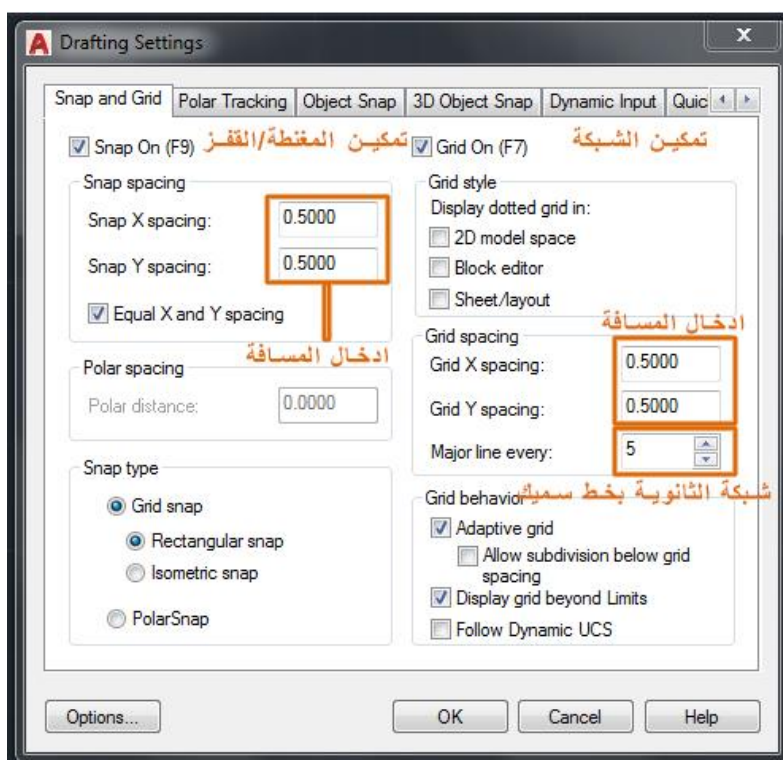 Drafting Settings
Snap and Grid
Polar Tracking
Object Snap
3D Object Snap
Dynamic Input
Quic
Snap On (F9)
تمكين المغنطة/القفز
Snap spacing
Snap X spacing:
0.5000
Snap Y spacing:
0.5000
Equal X and Y spacing
ادخال المسافة
Polar spacing
Polar distance:
0.0000
Snap type
Grid snap
Rectangular snap
Isometric snap
PolarSnap
Grid On (F7)
تمكين الشبكة
Grid style
Display dotted grid in:
2D model space
Block editor
Sheet/layout
ادخال المسافة
Grid spacing
Grid X spacing:
0.5000
Grid Y spacing:
0.5000
Major line every:
5
شبكة الثانوية بخط سميك
Grid behavior
Adaptive grid
Allow subdivision below grid
spacing
Display grid beyond Limits
Follow Dynamic UCS
Options...
OK
Cancel
Help